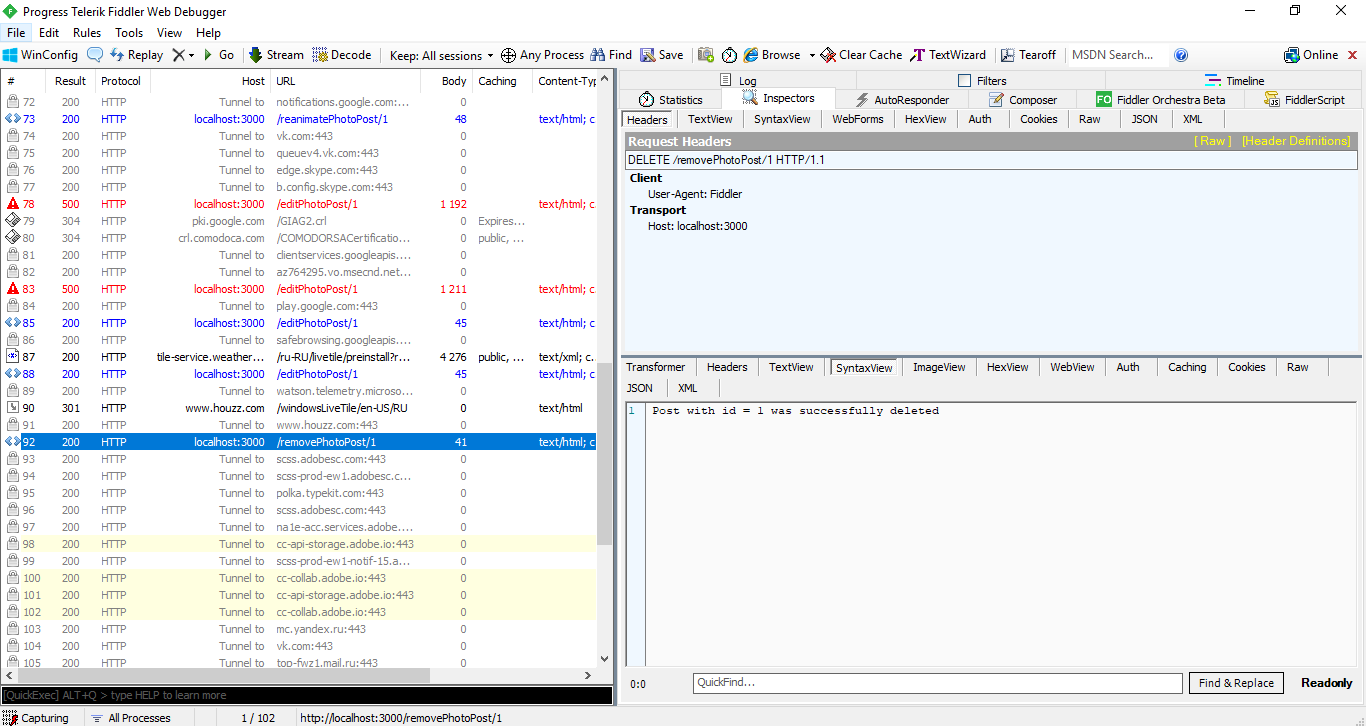 Progress Telerik Fiddler Web Debugger
File Edit Rules Tools View Help
WinConfig Replay Go Stream Decode Keep: All sessions Any Process Find Save Browse Clear Cache TextWizard Tearoff MSDN Search... Online
# Result Protocol Host URL Body Caching Content-Typ
72 200 HTTP Tunnel to notifications.google.com:... 0
73 200 HTTP localhost:3000 /reanimatePhotoPost/1 48 text/html; c
74 200 HTTP Tunnel to vk.com:443 0
75 200 HTTP Tunnel to queuev4.vk.com:443 0
76 200 HTTP Tunnel to edge.skype.com:443 0
77 200 HTTP Tunnel to b.config.skype.com:443 0
78 500 HTTP localhost:3000 /editPhotoPost/1 1 192 text/html; c
79 304 HTTP pki.google.com /GIAG2.crl 0 Expires...
80 304 HTTP crl.comodoca.com /COMODORSACertificatio... 0 public, ...
81 200 HTTP Tunnel to clientservices.googleapis.... 0
82 200 HTTP Tunnel to az764295.vo.msecnd.net... 0
83 500 HTTP localhost:3000 /editPhotoPost/1 1 211 text/html; c
84 200 HTTP Tunnel to play.google.com:443 0
85 200 HTTP localhost:3000 /editPhotoPost/1 45 text/html; c
86 200 HTTP Tunnel to safebrowsing.googleapis.... 0
87 200 HTTP tile-service.weather... /ru-RU/livetile/preinstall?r... 4 276 public, ... text/xml; c.
88 200 HTTP localhost:3000 /editPhotoPost/1 45 text/html; c
89 200 HTTP Tunnel to watson.telemetry.microso... 0
90 301 HTTP www.houzz.com /windowsLiveTile/en-US/RU 0 text/html
91 200 HTTP Tunnel to www.houzz.com:443 0
92 200 HTTP localhost:3000 /removePhotoPost/1 41 text/html; c
93 200 HTTP Tunnel to scss.adobesc.com:443 0
94 200 HTTP Tunnel to scss-prod-ew1.adobesc.c... 0
95 200 HTTP Tunnel to polka.typekit.com:443 0
96 200 HTTP Tunnel to scss.adobesc.com:443 0
97 200 HTTP Tunnel to na1e-acc.services.adobe.... 0
98 200 HTTP Tunnel to cc-api-storage.adobe.io:443 0
99 200 HTTP Tunnel to scss-prod-ew1-notif-15.a... 0
100 200 HTTP Tunnel to cc-collab.adobe.io:443 0
101 200 HTTP Tunnel to cc-api-storage.adobe.io:443 0
102 200 HTTP Tunnel to cc-collab.adobe.io:443 0
103 200 HTTP Tunnel to mc.yandex.ru:443 0
104 200 HTTP Tunnel to vk.com:443 0
105 200 HTTP Tunnel to top-fwz1.mail.ru:443 0
[QuickExec] ALT+Q > type HELP to learn more
Log Filters Timeline
Statistics Inspectors AutoResponder Composer FO Fiddler Orchestra Beta FiddlerScript
Headers TextView SyntaxView WebForms HexView Auth Cookies Raw JSON XML
Request Headers [ Raw ] [Header Definitions]
DELETE /removePhotoPost/1 HTTP/1.1
Client
User-Agent: Fiddler
Transport
Host: localhost:3000
Transformer Headers TextView SyntaxView ImageView HexView WebView Auth Caching Cookies Raw
JSON XML
1 Post with id = 1 was successfully deleted
0:0 QuickFind... Find & Replace Readonly
Capturing All Processes 1 / 102 http://localhost:3000/removePhotoPost/1